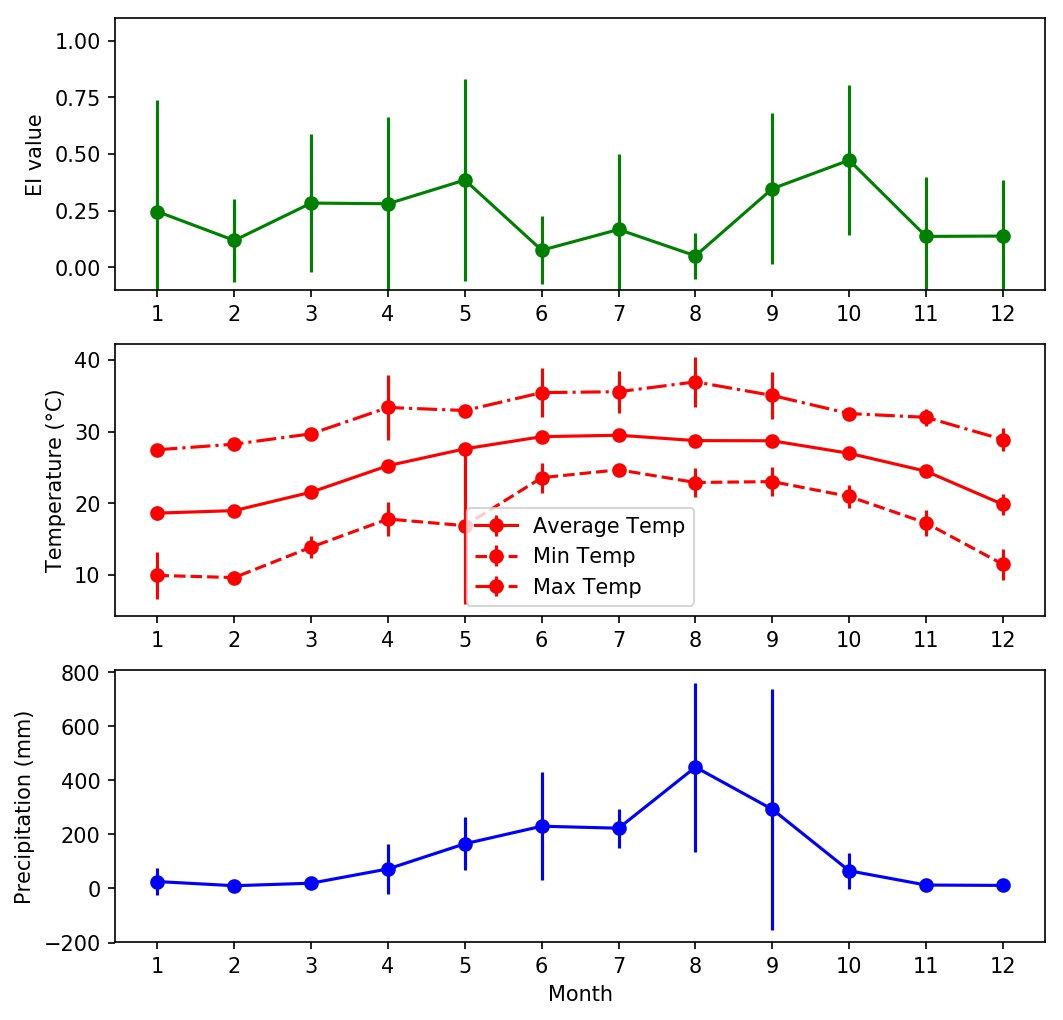 EI value
1.00
0.75
0.50
0.25
0.00
1 2 3 4 5 6 7 8 9 10 11 12
Temperature (°C)
40
30
20
10
Average Temp
Min Temp
Max Temp
1 2 3 4 5 6 7 8 9 10 11 12
Precipitation (mm)
800
600
400
200
0
−200
1 2 3 4 5 6 7 8 9 10 11 12
Month